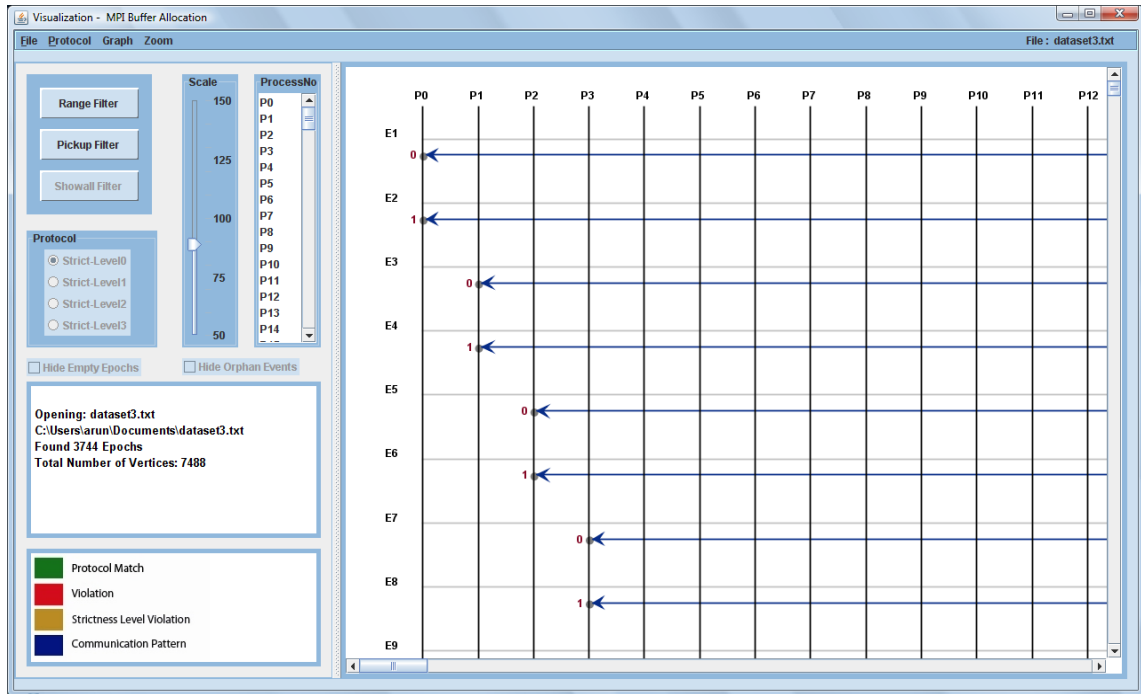 Visualization - MPI Buffer Allocation
File Protocol Graph Zoom
File : dataset3.txt
Range Filter
Pickup Filter
Showall Filter
Protocol
Strict-Level0
Strict-Level1
Strict-Level2
Strict-Level3
Scale
150
125
100
75
50
ProcessNo
P0
P1
P2
P3
P4
P5
P6
P7
P8
P9
P10
P11
P12
P13
P14
Hide Empty Epochs
Hide Orphan Events
Opening: dataset3.txt
C:\Users\arun\Documents\dataset3.txt
Found 3744 Epochs
Total Number of Vertices: 7488
Protocol Match
Violation
Strictness Level Violation
Communication Pattern
P0 P1 P2 P3 P4 P5 P6 P7 P8 P9 P10 P11 P12
E1
0
E2
1
E3
0
E4
1
E5
0
E6
1
E7
0
E8
1
E9